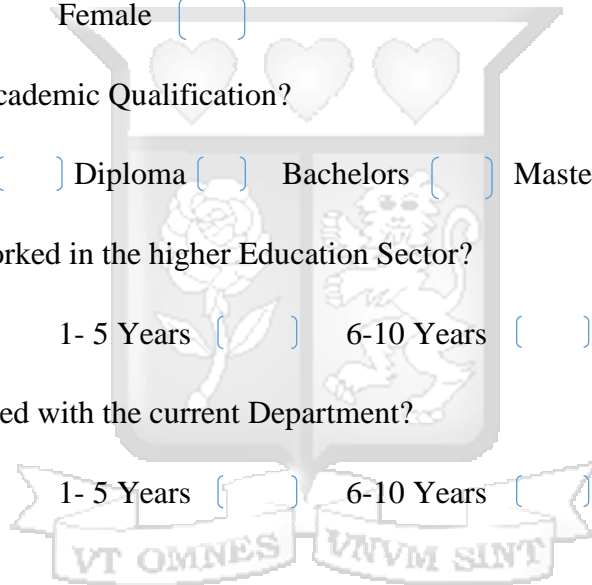 Female [ ]
cademic Qualification?
[ ] Diploma [ ] Bachelors [ ] Maste
orked in the higher Education Sector?
1- 5 Years [ ] 6-10 Years [ ]
ed with the current Department?
1- 5 Years [ ] 6-10 Years [ ]
VT OMNES VNVM SINT